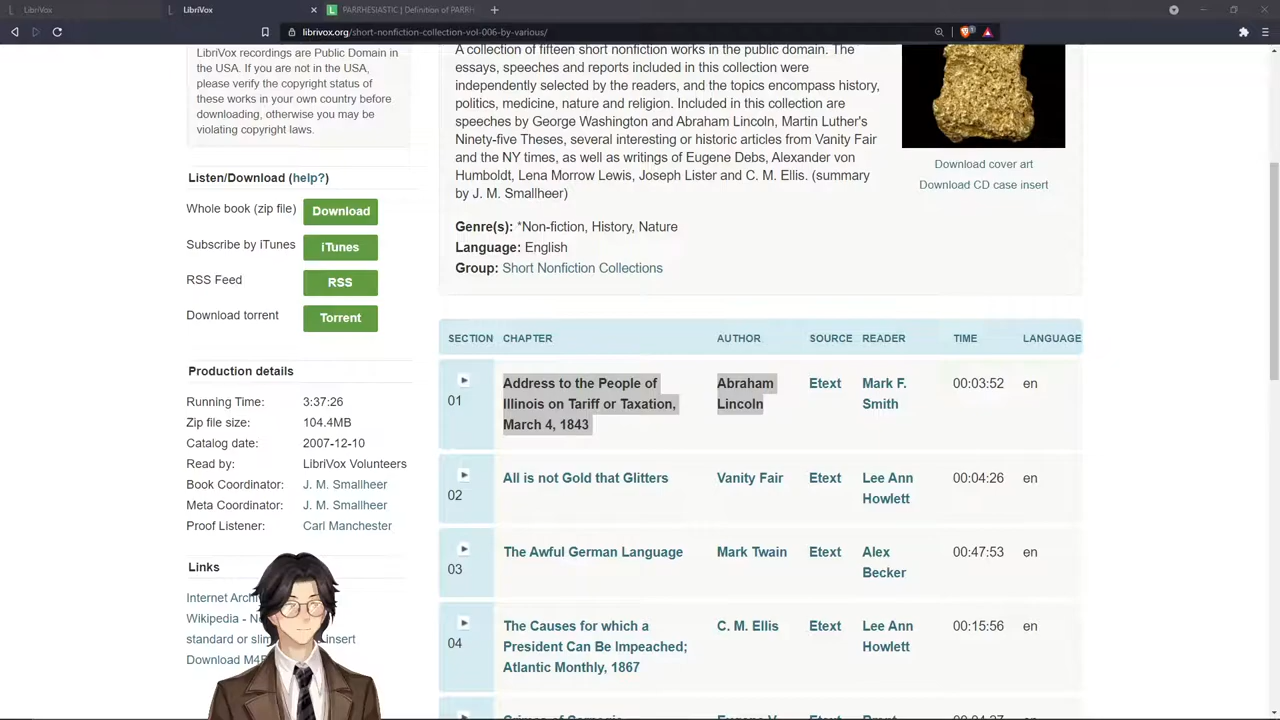 LibriVox
LibriVox
PARRHESIASTIC | Definition of PARRH
librivox.org/short-nonfiction-collection-vol-006-by-various/
LibriVox recordings are Public Domain in
the USA. If you are not in the USA,
please verify the copyright status of
these works in your own country before
downloading, otherwise you may be
violating copyright laws.
Listen/Download (help?)
Whole book (zip file) Download
Subscribe by iTunes iTunes
RSS Feed RSS
Download torrent Torrent
Production details
Running Time: 3:37:26
Zip file size: 104.4MB
Catalog date: 2007-12-10
Read by: LibriVox Volunteers
Book Coordinator: J. M. Smallheer
Meta Coordinator: J. M. Smallheer
Proof Listener: Carl Manchester
Links
Internet Arch
Wikipedia - N
standard or slim insert
Download M4B
A collection of fifteen short nonfiction works in the public domain. The
essays, speeches and reports included in this collection were
independently selected by the readers, and the topics encompass history,
politics, medicine, nature and religion. Included in this collection are
speeches by George Washington and Abraham Lincoln, Martin Luther's
Ninety-five Theses, several interesting or historic articles from Vanity Fair
and the NY times, as well as writings of Eugene Debs, Alexander von
Humboldt, Lena Morrow Lewis, Joseph Lister and C. M. Ellis. (summary
by J. M. Smallheer)
Genre(s): *Non-fiction, History, Nature
Language: English
Group: Short Nonfiction Collections
Download cover art
Download CD case insert
SECTION CHAPTER AUTHOR SOURCE READER TIME LANGUAGE
01 Address to the People of
Illinois on Tariff or Taxation,
March 4, 1843
Abraham
Lincoln
Etext
Mark F.
Smith
00:03:52
en
02 All is not Gold that Glitters
Vanity Fair
Etext
Lee Ann
Howlett
00:04:26
en
03 The Awful German Language
Mark Twain
Etext
Alex
Becker
00:47:53
en
04 The Causes for which a
President Can Be Impeached;
Atlantic Monthly, 1867
C. M. Ellis
Etext
Lee Ann
Howlett
00:15:56
en